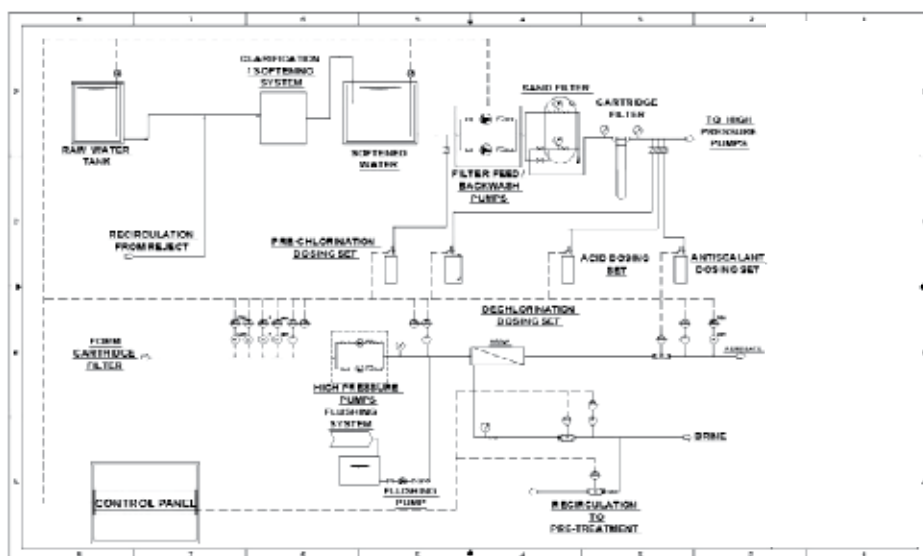 CLARIFICATION
/ SOFTENING
SYSTEM
RAW WATER
TANK
SOFTENED
WATER
SAND FILTER
CARTRIDGE
FILTER
TO HIGH
PRESSURE
PUMPS
FILTER FEED /
BACKWASH
PUMPS
RECIRCULATION
FROM REJECT
PRE-CHLORINATION
DOSING SET
ACID DOSING
SET
ANTISCALANT
DOSING SET
DECHLORINATION
DOSING SET
FORM
CARTRIDGE
FILTER
HIGH PRESSURE
PUMPS
FLUSHING
SYSTEM
BRINE
CONTROL PANEL
FLUSHING
PUMP
RECIRCULATION
TO
PRE-TREATMENT